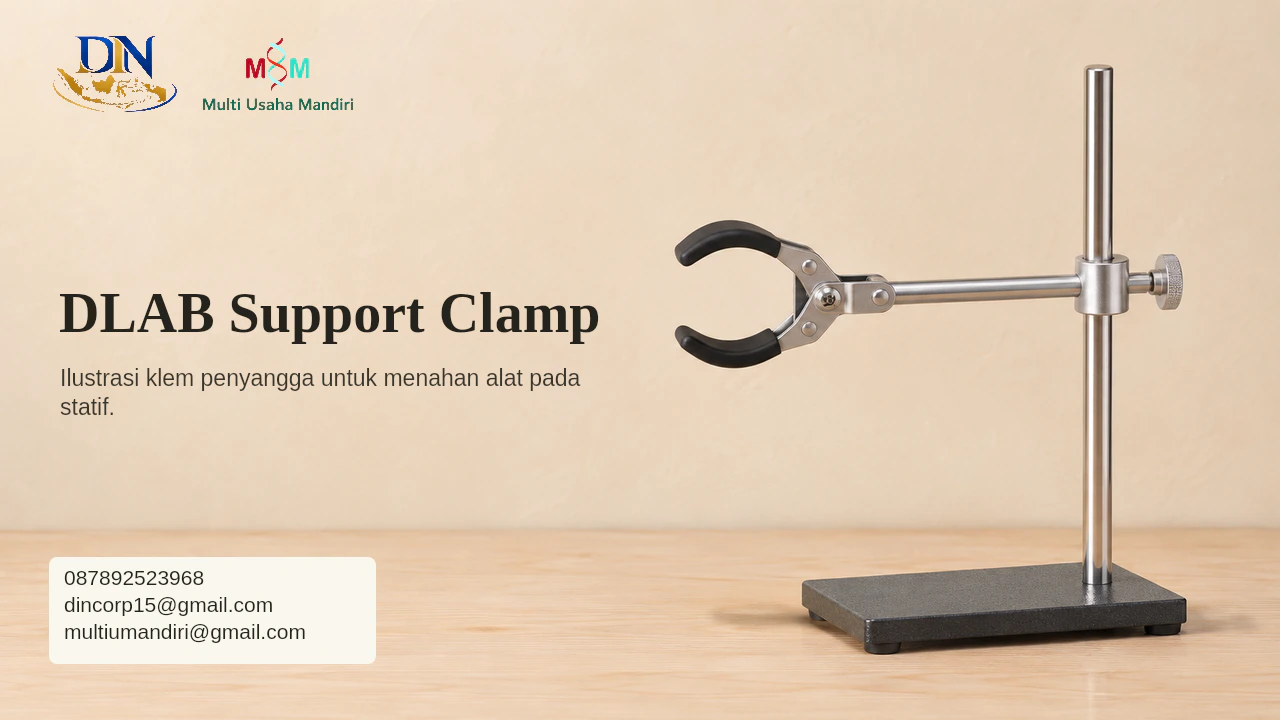 DIN
MSM
Multi Usaha Mandiri
DLAB Support Clamp
Ilustrasi klem penyangga untuk menahan alat pada
statif.
087892523968
dincorp15@gmail.com
multiumandiri@gmail.com